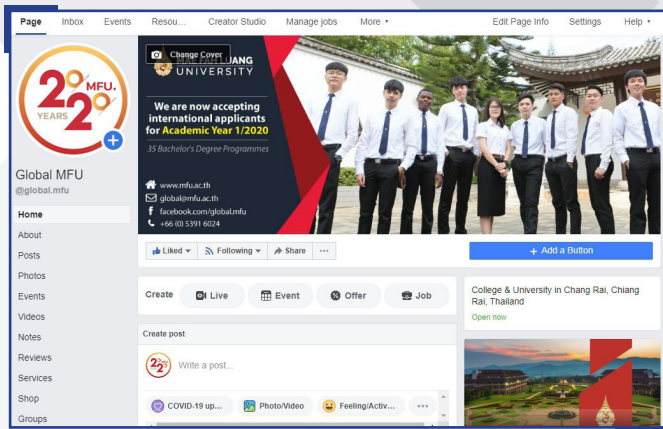 Page Inbox Events Resou... Creator Studio Manage jobs More Edit Page Info Settings Help
Change Cover
MAE FAH LUANG
UNIVERSITY
We are now accepting
international applicants
for Academic Year 1/2020
35 Bachelor's Degree Programmes
www.mfu.ac.th
global@mfu.ac.th
facebook.com/global.mfu
+66 (0) 5391 6024
22 MFU.
YEARS 2020
Global MFU
@global.mfu
Home
About
Posts
Photos
Events
Videos
Notes
Reviews
Services
Shop
Groups
Liked Following Share ...
+ Add a Button
Create Live Event Offer Job
Create post
Write a post...
COVID-19 up... Photo/Video Feeling/Activ... ...
College & University in Chang Rai, Chiang
Rai, Thailand
Open now